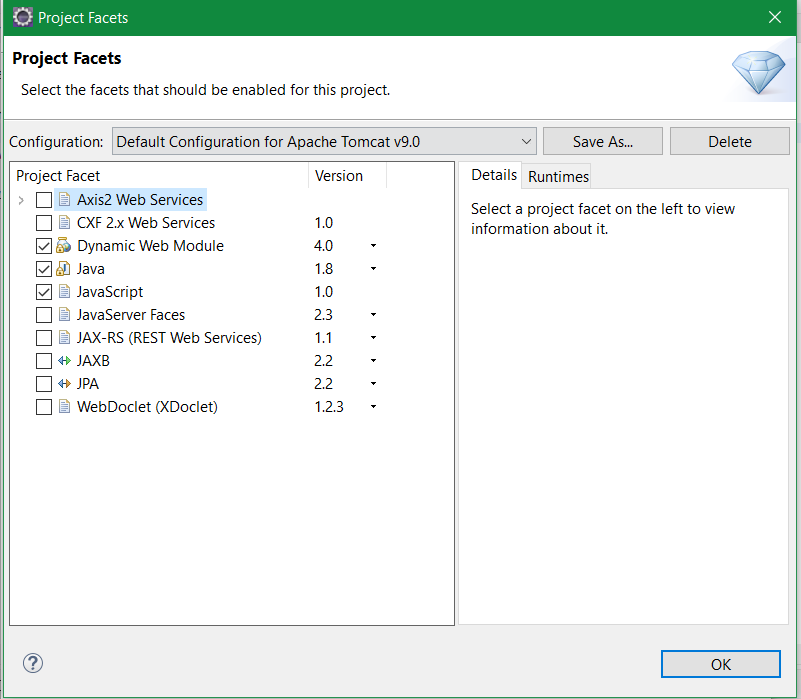 Project Facets
Project Facets
Select the facets that should be enabled for this project.
Configuration: Default Configuration for Apache Tomcat v9.0 Save As... Delete
Project Facet Version
Axis2 Web Services
CXF 2.x Web Services 1.0
Dynamic Web Module 4.0
Java 1.8
JavaScript 1.0
JavaServer Faces 2.3
JAX-RS (REST Web Services) 1.1
JAXB 2.2
JPA 2.2
WebDoclet (XDoclet) 1.2.3
Details Runtimes
Select a project facet on the left to view
information about it.
?
OK